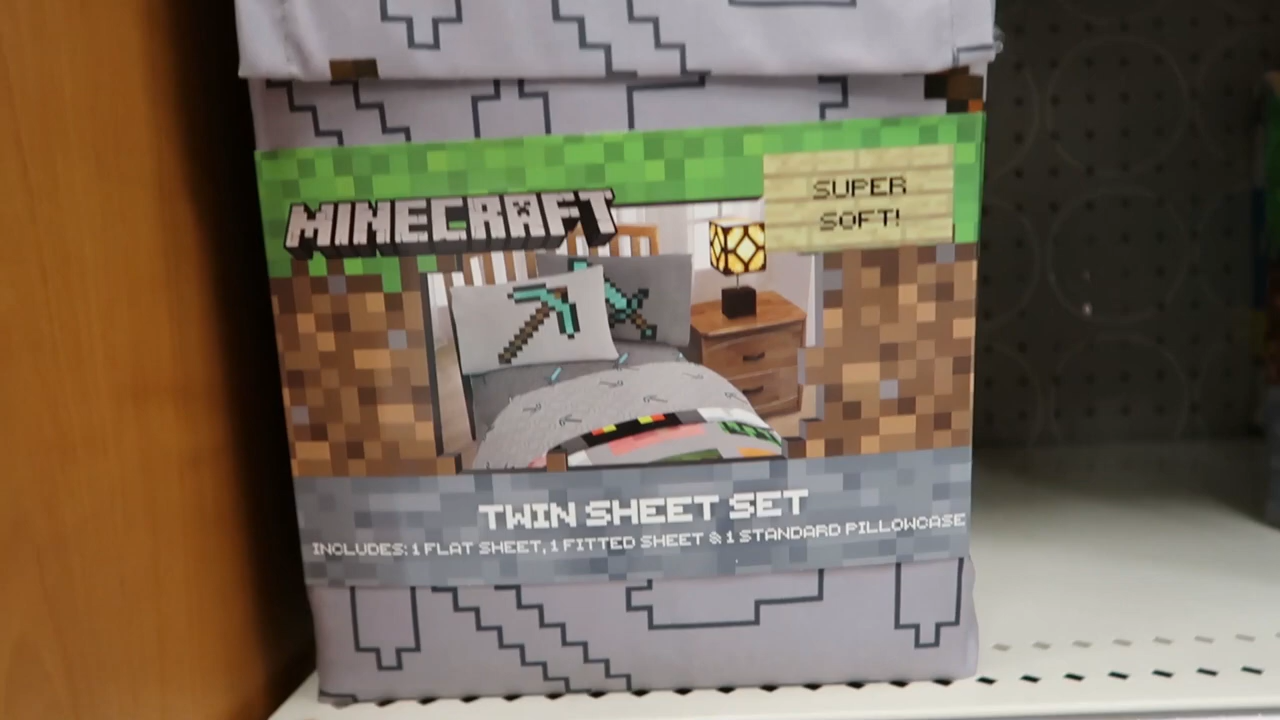 MINECRAFT
SUPER
SOFT!
TWIN SHEET SET
INCLUDES: 1 FLAT SHEET, 1 FITTED SHEET & 1 STANDARD PILLOWCASE